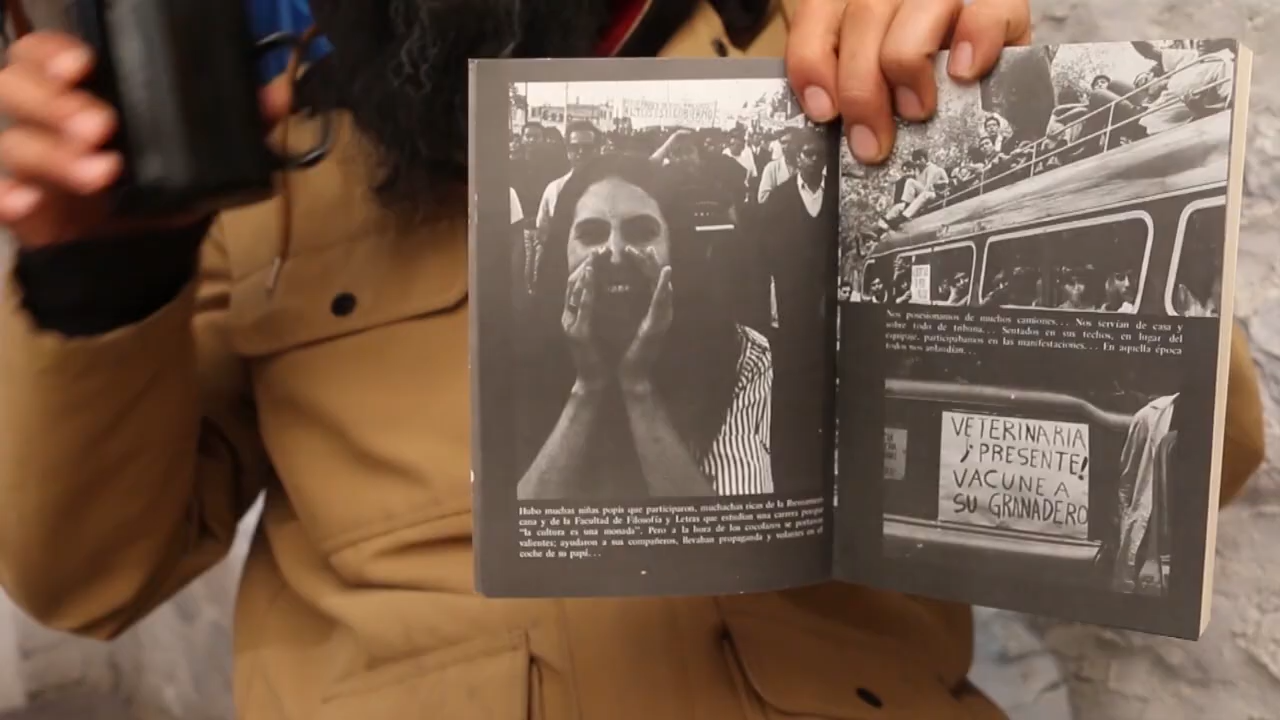 Hubo muchas niñas popis que participaron, muchachas ricas de la Iberoameri-
cana y de la Facultad de Filosofía y Letras que estudian una carrera porque
"la cultura es una monada". Pero a la hora de los cocolazos se portaron
valientes; ayudaron a sus compañeros, llevaban propaganda y volantes en el
coche de su papi...
Nos posesionamos de muchos camiones... Nos servían de casa y
sobre todo de tribuna... Sentados en sus techos, en lugar del
equipaje, participábamos en las manifestaciones... En aquella época
todos nos aplaudían...
VETERINARIA
¡PRESENTE!
VACUNE A
SU GRANADERO